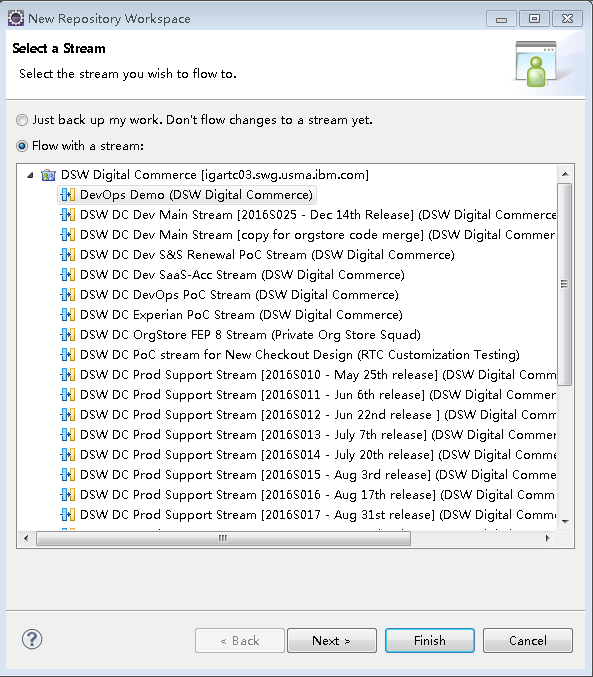 New Repository Workspace
Select a Stream
Select the stream you wish to flow to.
Just back up my work. Don't flow changes to a stream yet.
Flow with a stream:
DSW Digital Commerce [igartc03.swg.usma.ibm.com]
DevOps Demo (DSW Digital Commerce)
DSW DC Dev Main Stream [2016S025 - Dec 14th Release] (DSW Digital Commerce
DSW DC Dev Main Stream [copy for orgstore code merge] (DSW Digital Commer
DSW DC Dev S&S Renewal PoC Stream (DSW Digital Commerce)
DSW DC Dev SaaS-Acc Stream (DSW Digital Commerce)
DSW DC DevOps PoC Stream (DSW Digital Commerce)
DSW DC Experian PoC Stream (DSW Digital Commerce)
DSW DC OrgStore FEP 8 Stream (Private Org Store Squad)
DSW DC PoC stream for New Checkout Design (RTC Customization Testing)
DSW DC Prod Support Stream [2016S010 - May 25th release] (DSW Digital Comm
DSW DC Prod Support Stream [2016S011 - Jun 6th release] (DSW Digital Comme
DSW DC Prod Support Stream [2016S012 - Jun 22nd release ] (DSW Digital Comm
DSW DC Prod Support Stream [2016S013 - July 7th release] (DSW Digital Comme
DSW DC Prod Support Stream [2016S014 - July 20th release] (DSW Digital Comm
DSW DC Prod Support Stream [2016S015 - Aug 3rd release] (DSW Digital Comme
DSW DC Prod Support Stream [2016S016 - Aug 17th release] (DSW Digital Comm
DSW DC Prod Support Stream [2016S017 - Aug 31st release] (DSW Digital Comm
?
< Back
Next >
Finish
Cancel